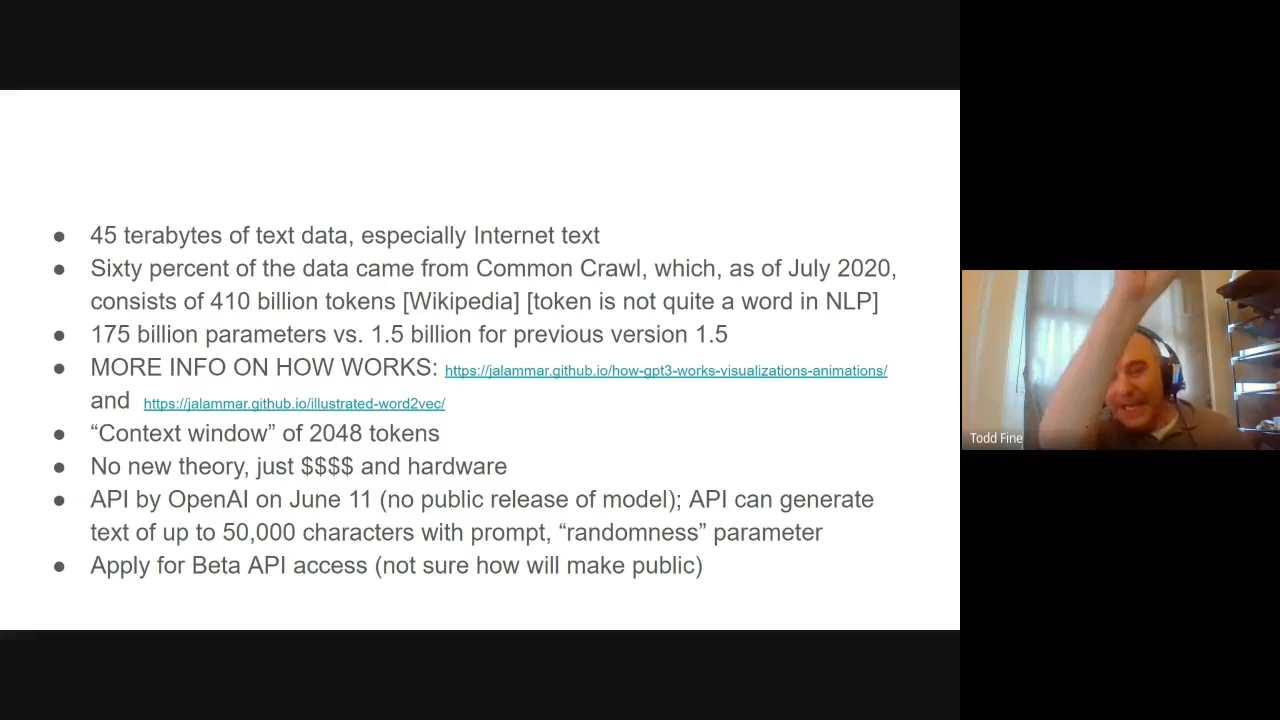 ● 45 terabytes of text data, especially Internet text
● Sixty percent of the data came from Common Crawl, which, as of July 2020,
consists of 410 billion tokens [Wikipedia] [token is not quite a word in NLP]
● 175 billion parameters vs. 1.5 billion for previous version 1.5
● MORE INFO ON HOW WORKS: https://jalammar.github.io/how-gpt3-works-visualizations-animations/
and https://jalammar.github.io/illustrated-word2vec/
● “Context window” of 2048 tokens
● No new theory, just $$$$ and hardware
● API by OpenAI on June 11 (no public release of model); API can generate
text of up to 50,000 characters with prompt, “randomness” parameter
● Apply for Beta API access (not sure how will make public)
Todd Fine